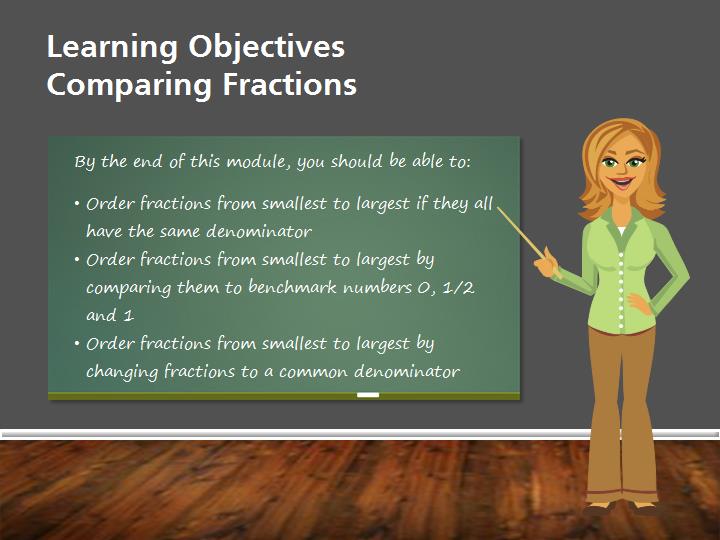 Learning Objectives
Comparing Fractions
By the end of this module, you should be able to:
• Order fractions from smallest to largest if they all
have the same denominator
• Order fractions from smallest to largest by
comparing them to benchmark numbers 0, 1/2
and 1
• Order fractions from smallest to largest by
changing fractions to a common denominator